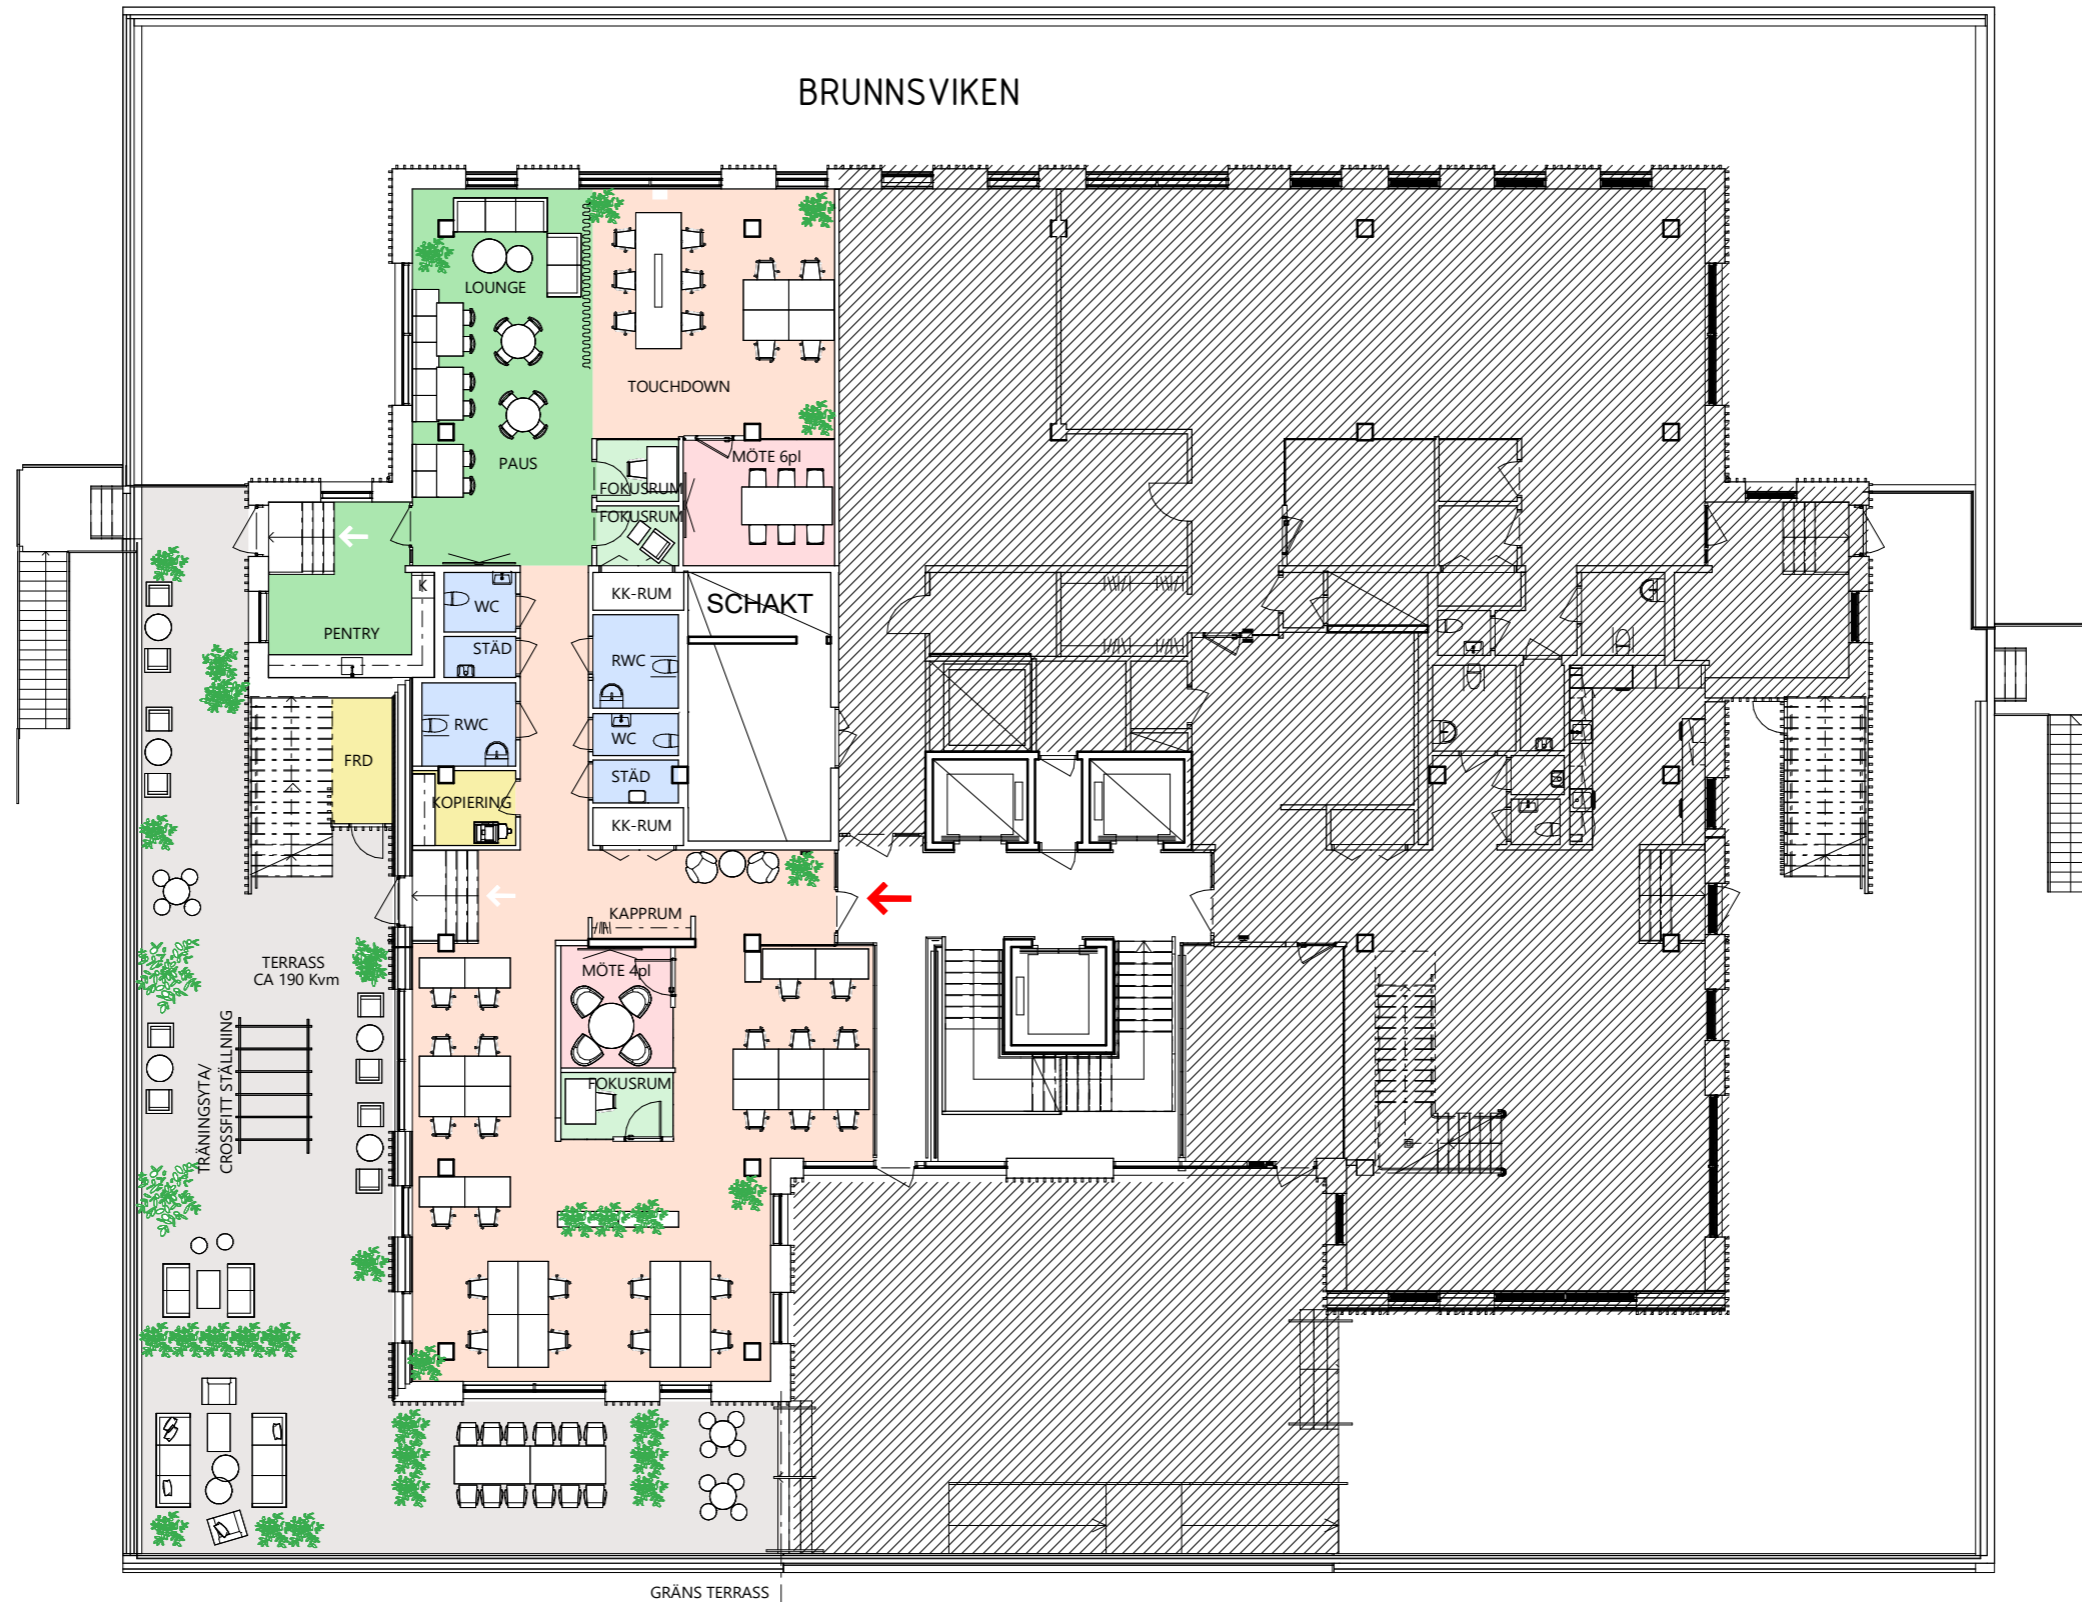 BRUNNSVIKEN
LOUNGE
TOUCHDOWN
PAUS
MÖTE 6pl
FOKUSRUM
FOKUSRUM
K
WC
KK-RUM
SCHAKT
PENTRY
STÄD
RWC
RWC
WC
FRD
STÄD
KOPIERING
KK-RUM
KAPPRUM
TERRASS
CA 190 Kvm
MÖTE 4pl
TRÄNINGSYTA/
CROSSFITT STÄLLNING
FOKUSRUM
GRÄNS TERRASS